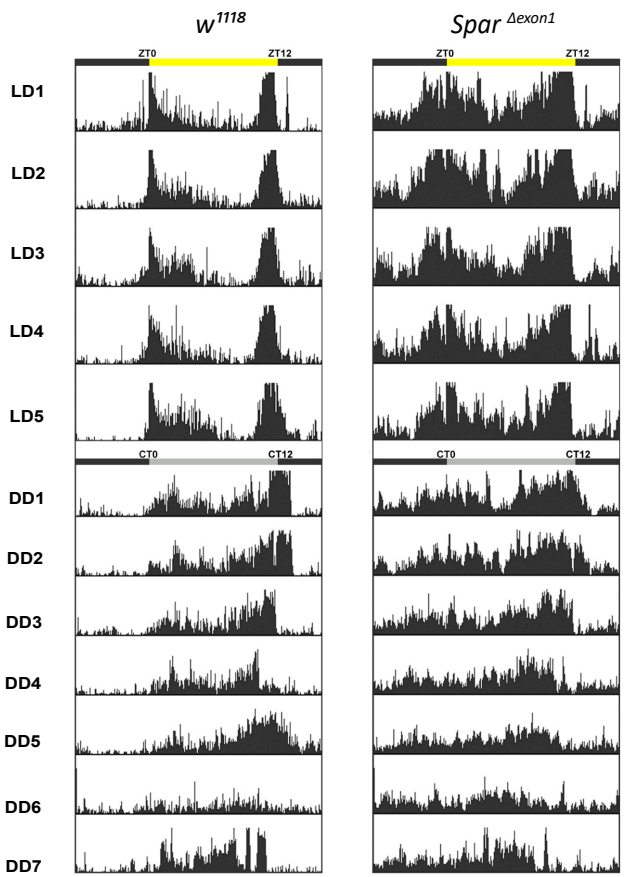 w1118 Spar Δexon1
ZT0 ZT12 ZT0 ZT12
LD1
LD2
LD3
LD4
LD5
CT0 CT12 CT0 CT12
DD1
DD2
DD3
DD4
DD5
DD6
DD7